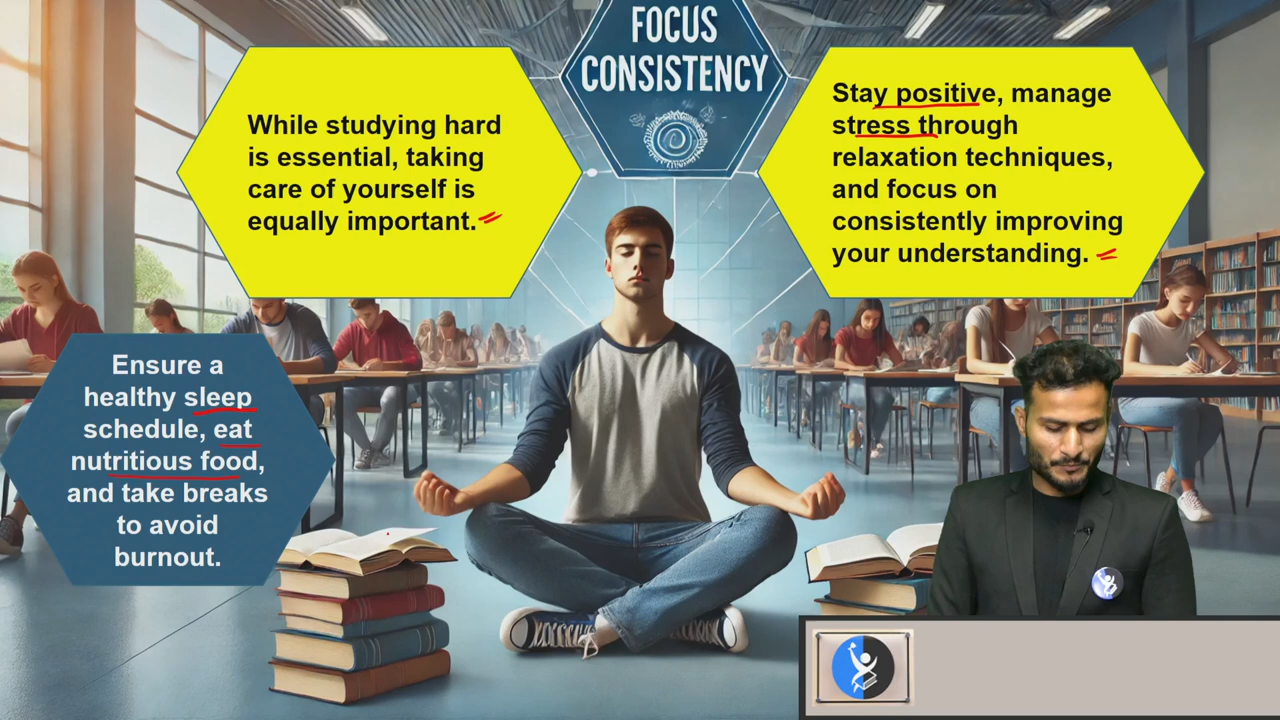 FOCUS
CONSISTENCY
While studying hard
is essential, taking
care of yourself is
equally important.
Stay positive, manage
stress through
relaxation techniques,
and focus on
consistently improving
your understanding.
Ensure a
healthy sleep
schedule, eat
nutritious food,
and take breaks
to avoid
burnout.